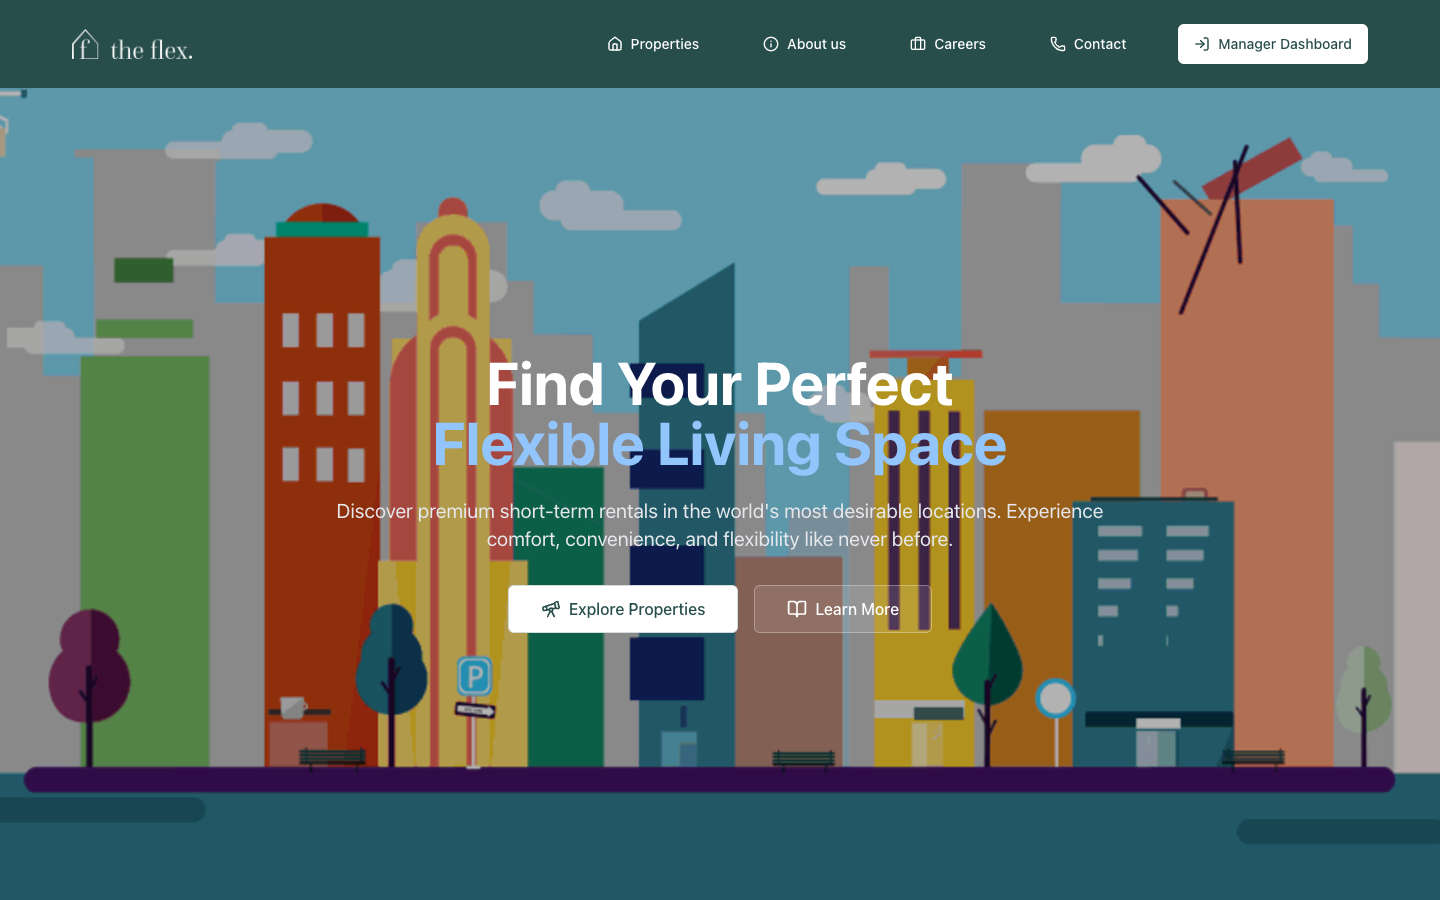 the flex.
Properties
About us
Careers
Contact
Manager Dashboard
Find Your Perfect
Flexible Living Space
Discover premium short-term rentals in the world's most desirable locations. Experience
comfort, convenience, and flexibility like never before.
Explore Properties
Learn More
P